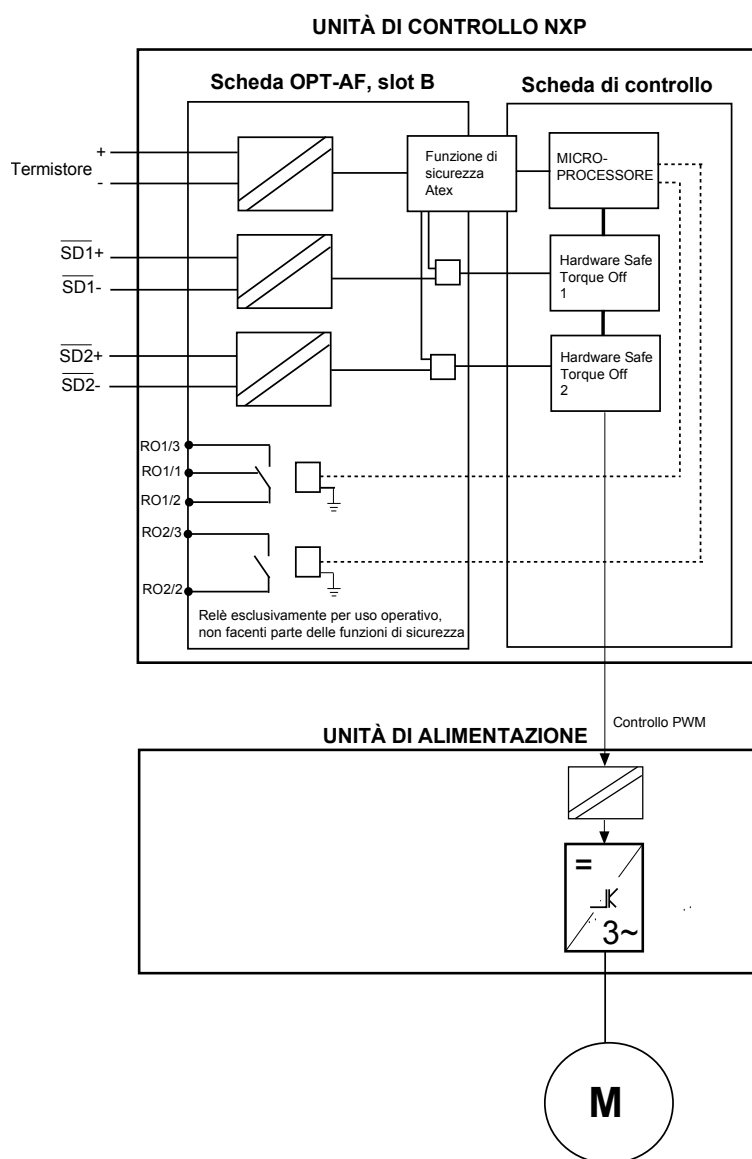 UNITÀ DI CONTROLLO NXP
Scheda OPT-AF, slot B
Scheda di controllo
Termistore
+
-
Funzione di
sicurezza
Atex
MICRO-
PROCESSORE
SD1+
SD1-
Hardware Safe
Torque Off
1
SD2+
SD2-
Hardware Safe
Torque Off
2
RO1/3
RO1/1
RO1/2
RO2/3
RO2/2
Relè esclusivamente per uso operativo,
non facenti parte delle funzioni di sicurezza
Controllo PWM
UNITÀ DI ALIMENTAZIONE
=
3~
M